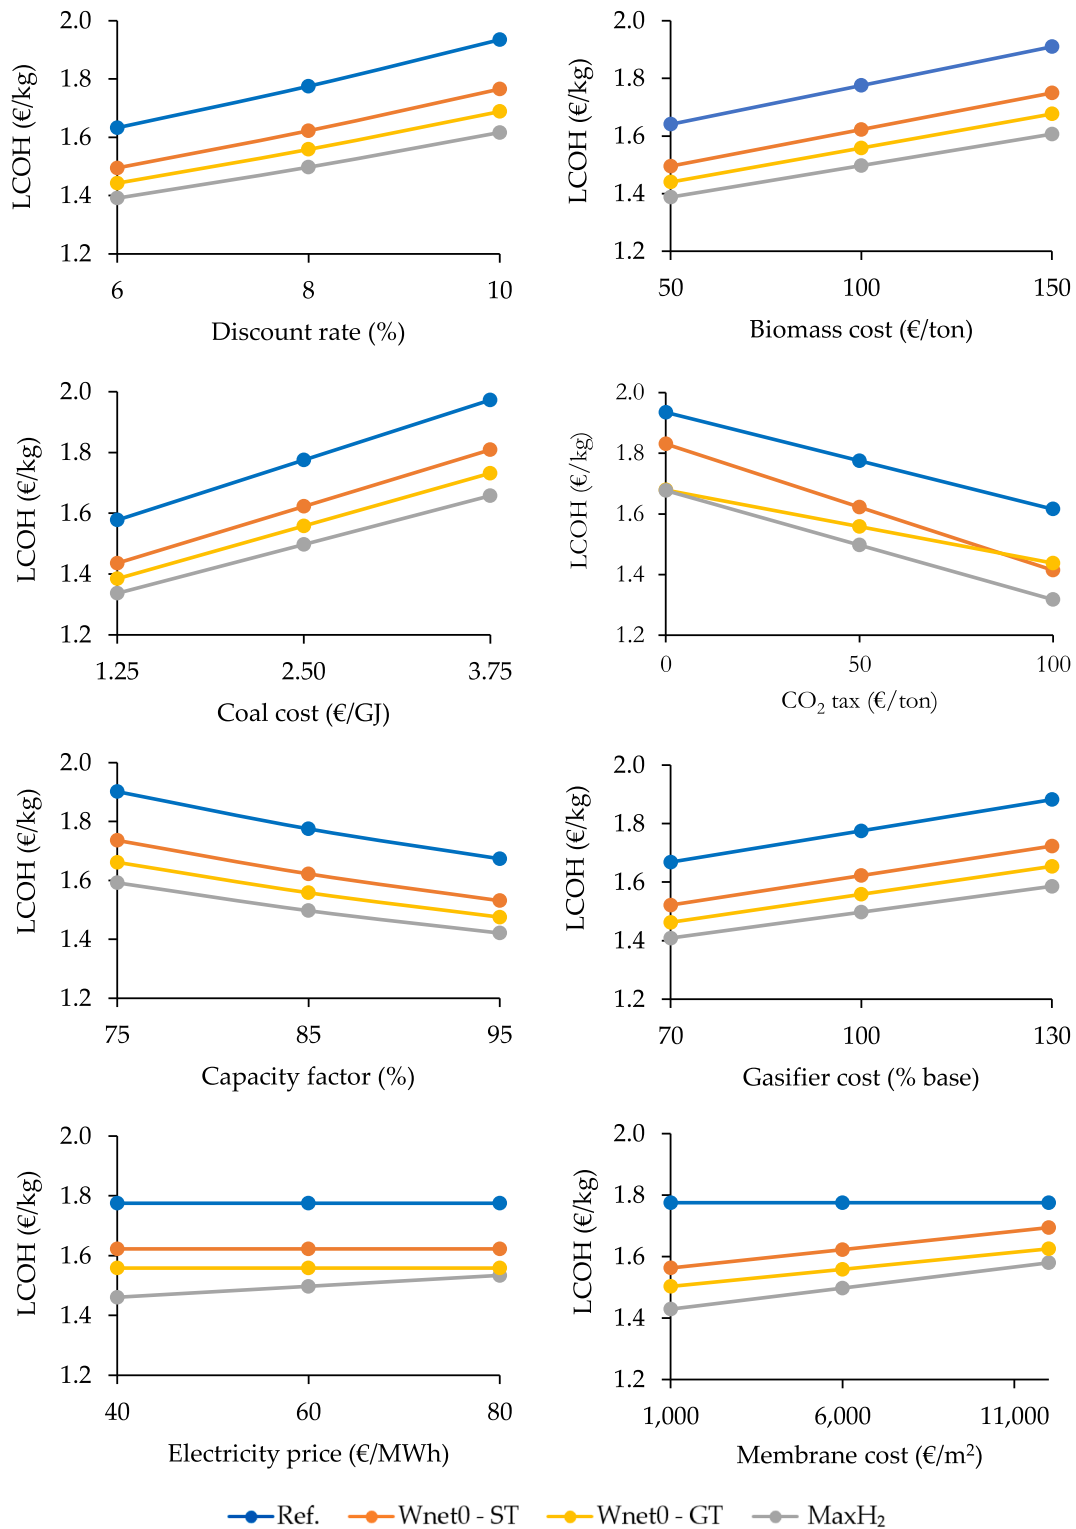 2.0
1.8
1.6
1.4
1.2
LCOH (€/kg)
6 8 10
Discount rate (%)
2.0
1.8
1.6
1.4
1.2
LCOH (€/kg)
50 100 150
Biomass cost (€/ton)
2.0
1.8
1.6
1.4
1.2
LCOH (€/kg)
1.25 2.50 3.75
Coal cost (€/GJ)
2.0
1.8
1.6
1.4
1.2
LCOH (€/kg)
0 50 100
CO₂ tax (€/ton)
2.0
1.8
1.6
1.4
1.2
LCOH (€/kg)
75 85 95
Capacity factor (%)
2.0
1.8
1.6
1.4
1.2
LCOH (€/kg)
70 100 130
Gasifier cost (% base)
2.0
1.8
1.6
1.4
1.2
LCOH (€/kg)
40 60 80
Electricity price (€/MWh)
2.0
1.8
1.6
1.4
1.2
LCOH (€/kg)
1,000 6,000 11,000
Membrane cost (€/m²)
Ref. Wnet0 - ST Wnet0 - GT MaxH₂